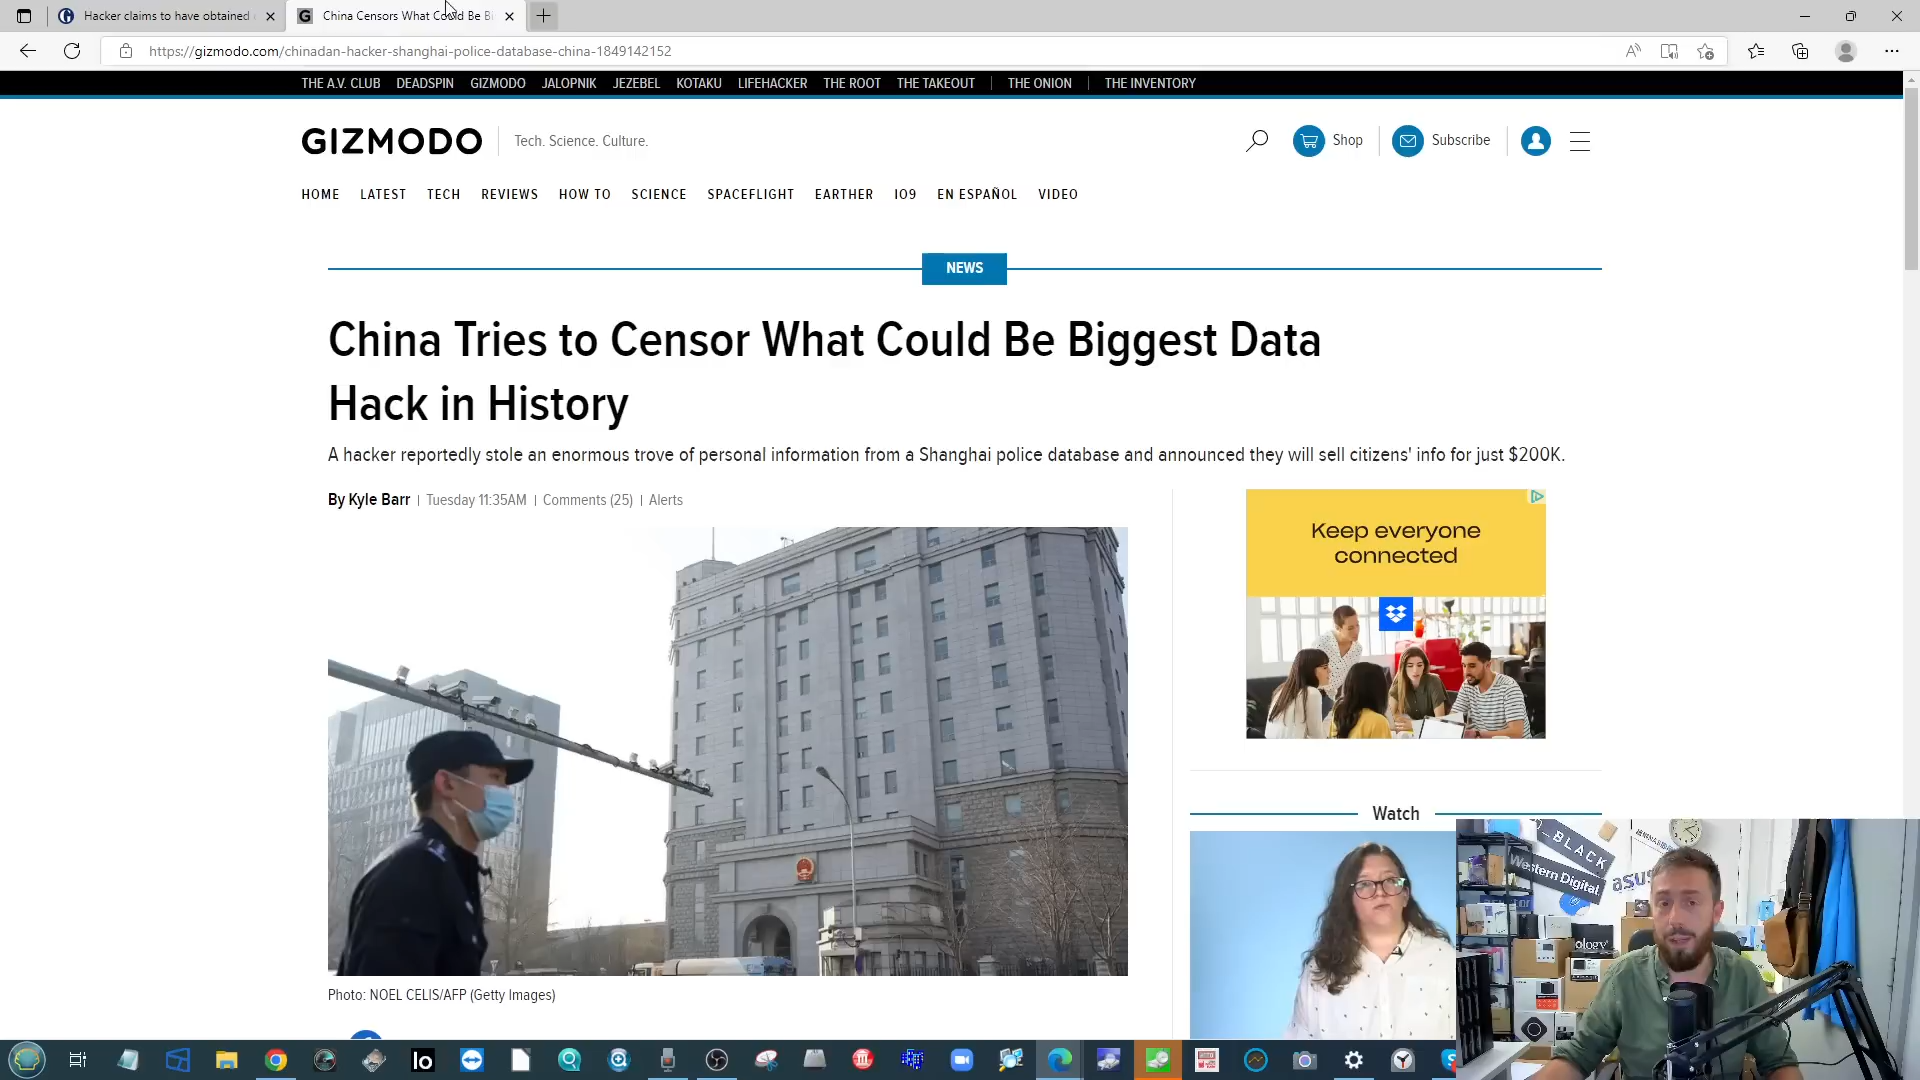 Hacker claims to have obtained
China Censors What Could Be Bi
https://gizmodo.com/chinadan-hacker-shanghai-police-database-china-1849142152
THE A.V. CLUB DEADSPIN GIZMODO JALOPNIK JEZEBEL KOTAKU LIFEHACKER THE ROOT THE TAKEOUT THE ONION THE INVENTORY
GIZMODO Tech. Science. Culture.
Shop Subscribe
HOME LATEST TECH REVIEWS HOW TO SCIENCE SPACEFLIGHT EARTHER IO9 EN ESPAÑOL VIDEO
NEWS
China Tries to Censor What Could Be Biggest Data
Hack in History
A hacker reportedly stole an enormous trove of personal information from a Shanghai police database and announced they will sell citizens' info for just $200K.
By Kyle Barr | Tuesday 11:35AM | Comments (25) | Alerts
Keep everyone
connected
Photo: NOEL CELIS/AFP (Getty Images)
Watch
_BLACK
Western Digital.
asus
ology
Io